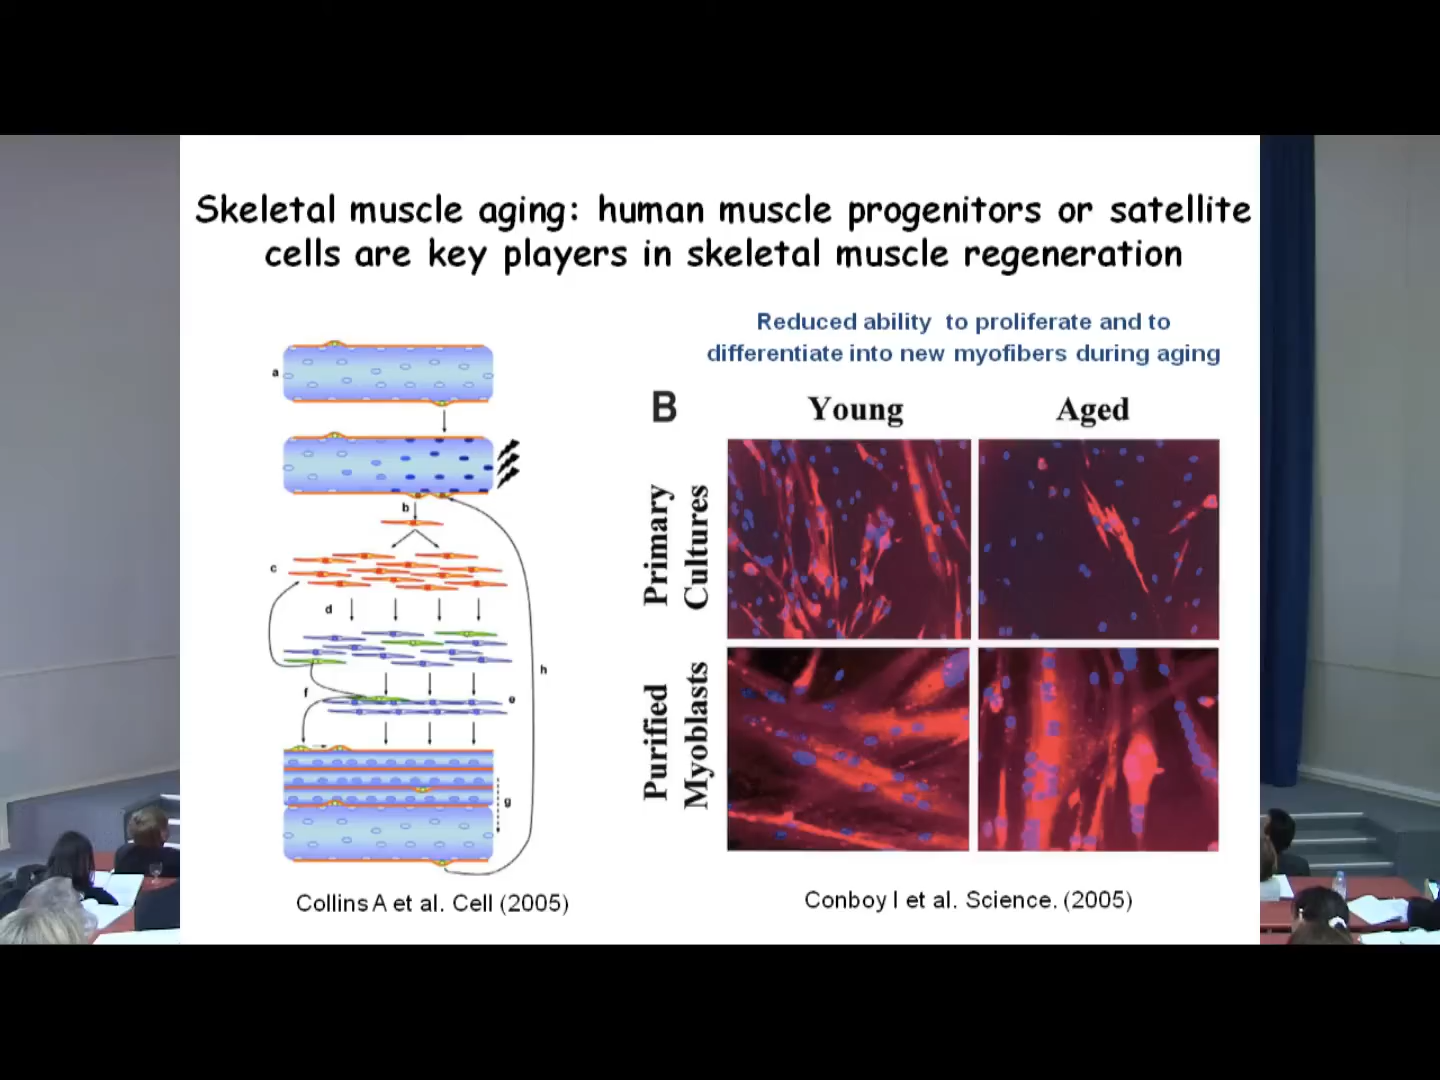 Skeletal muscle aging: human muscle progenitors or satellite
cells are key players in skeletal muscle regeneration
Reduced ability to proliferate and to
differentiate into new myofibers during aging
a
b
c
d
f
e
g
h
Collins A et al. Cell (2005)
B
Young
Aged
Primary
Cultures
Purified
Myoblasts
Conboy I et al. Science. (2005)